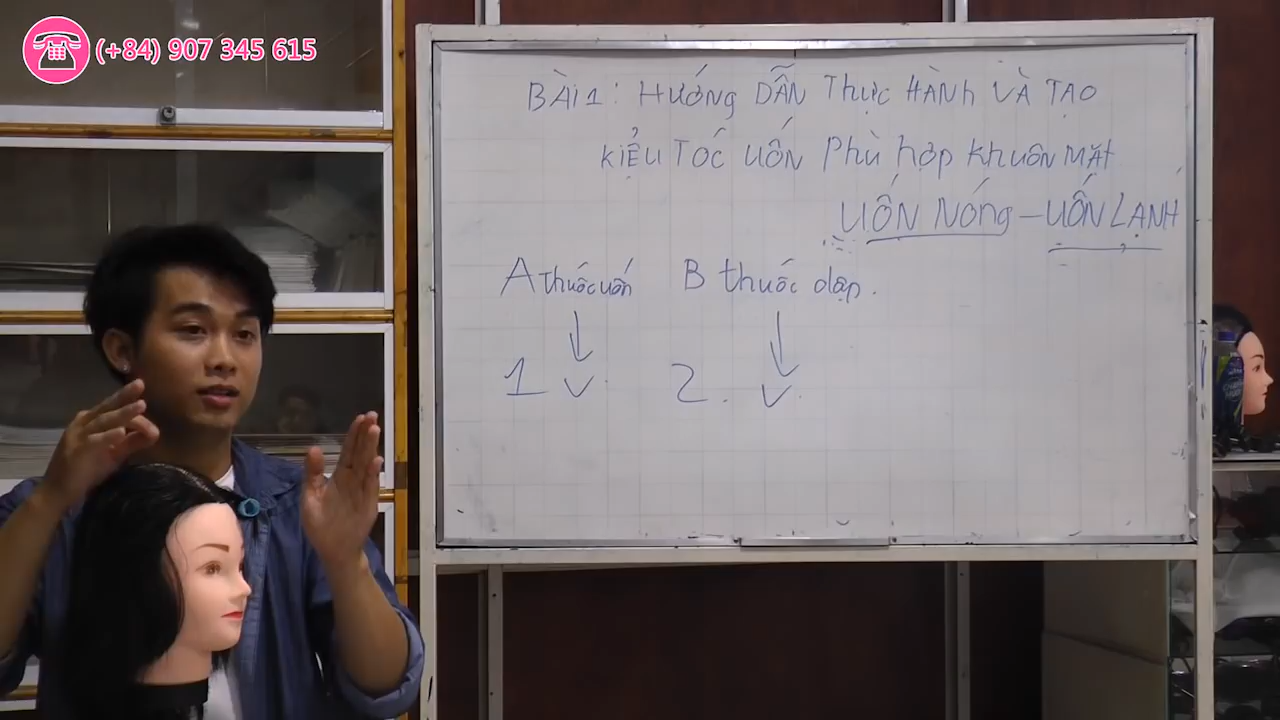 (+84) 907 345 615
BÀi 1: HƯớng DẪN Thực HÀNh VÀ TẠO
KIỂU TÓC UỐN Phù hợp KhuôN MặT
UỐN NÓNg – UỐN LẠNH
A thuốc uốn B thuốc dập.
1 2.